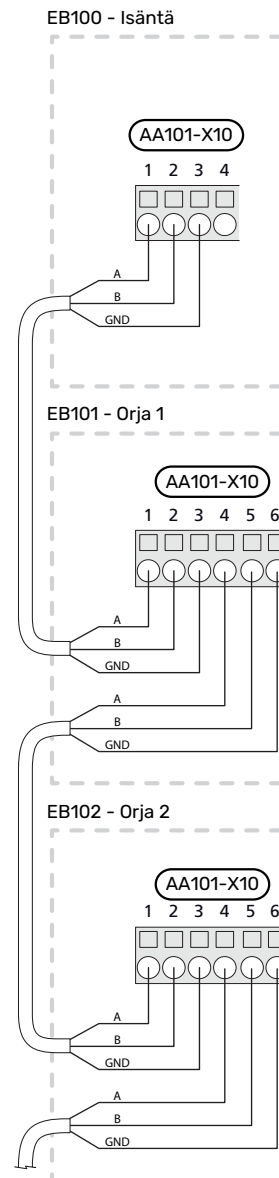 EB100 - Isäntä
AA101-X10
1 2 3 4
A
B
GND
EB101 - Orja 1
AA101-X10
1 2 3 4 5 6
A
B
GND
A
B
GND
EB102 - Orja 2
AA101-X10
1 2 3 4 5 6
A
B
GND
A
B
GND